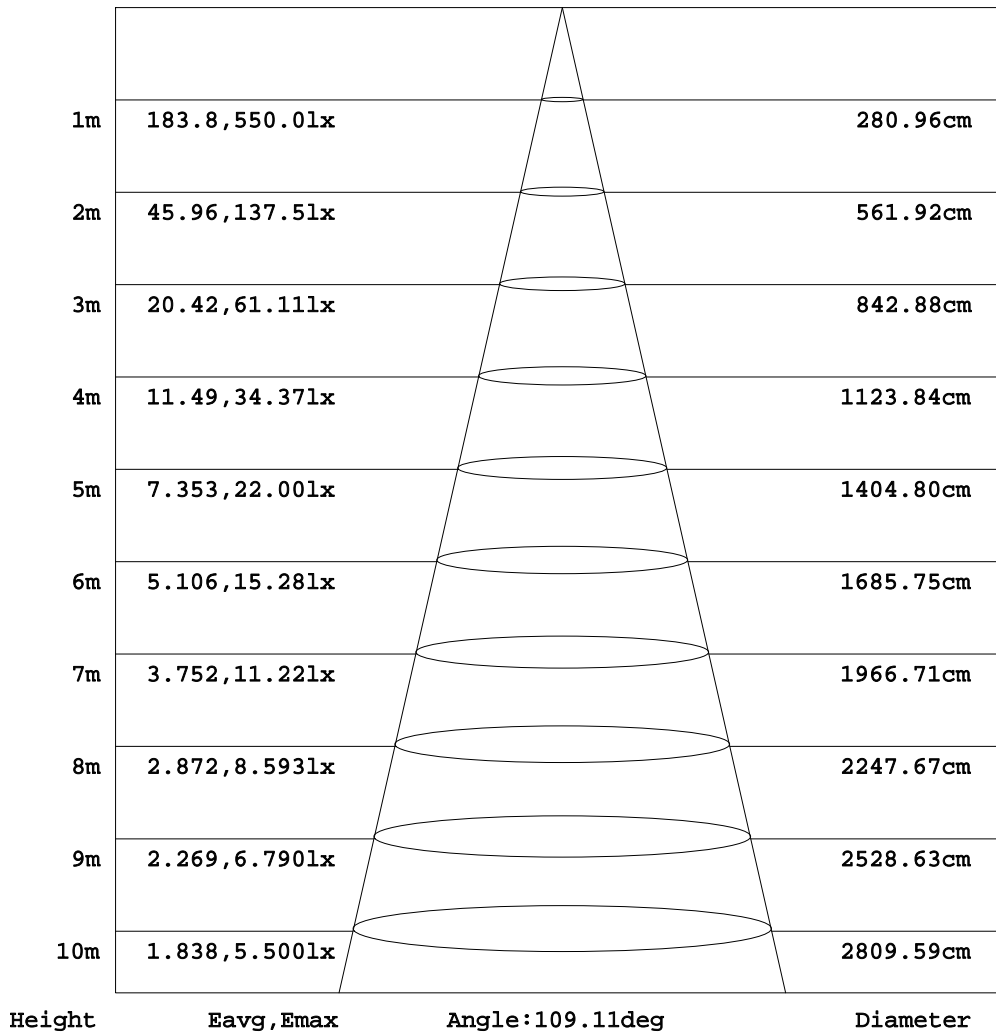 1m 183.8,550.0lx 280.96cm
2m 45.96,137.5lx 561.92cm
3m 20.42,61.11lx 842.88cm
4m 11.49,34.37lx 1123.84cm
5m 7.353,22.00lx 1404.80cm
6m 5.106,15.28lx 1685.75cm
7m 3.752,11.22lx 1966.71cm
8m 2.872,8.593lx 2247.67cm
9m 2.269,6.790lx 2528.63cm
10m 1.838,5.500lx 2809.59cm
Height Eavg,Emax Angle:109.11deg Diameter